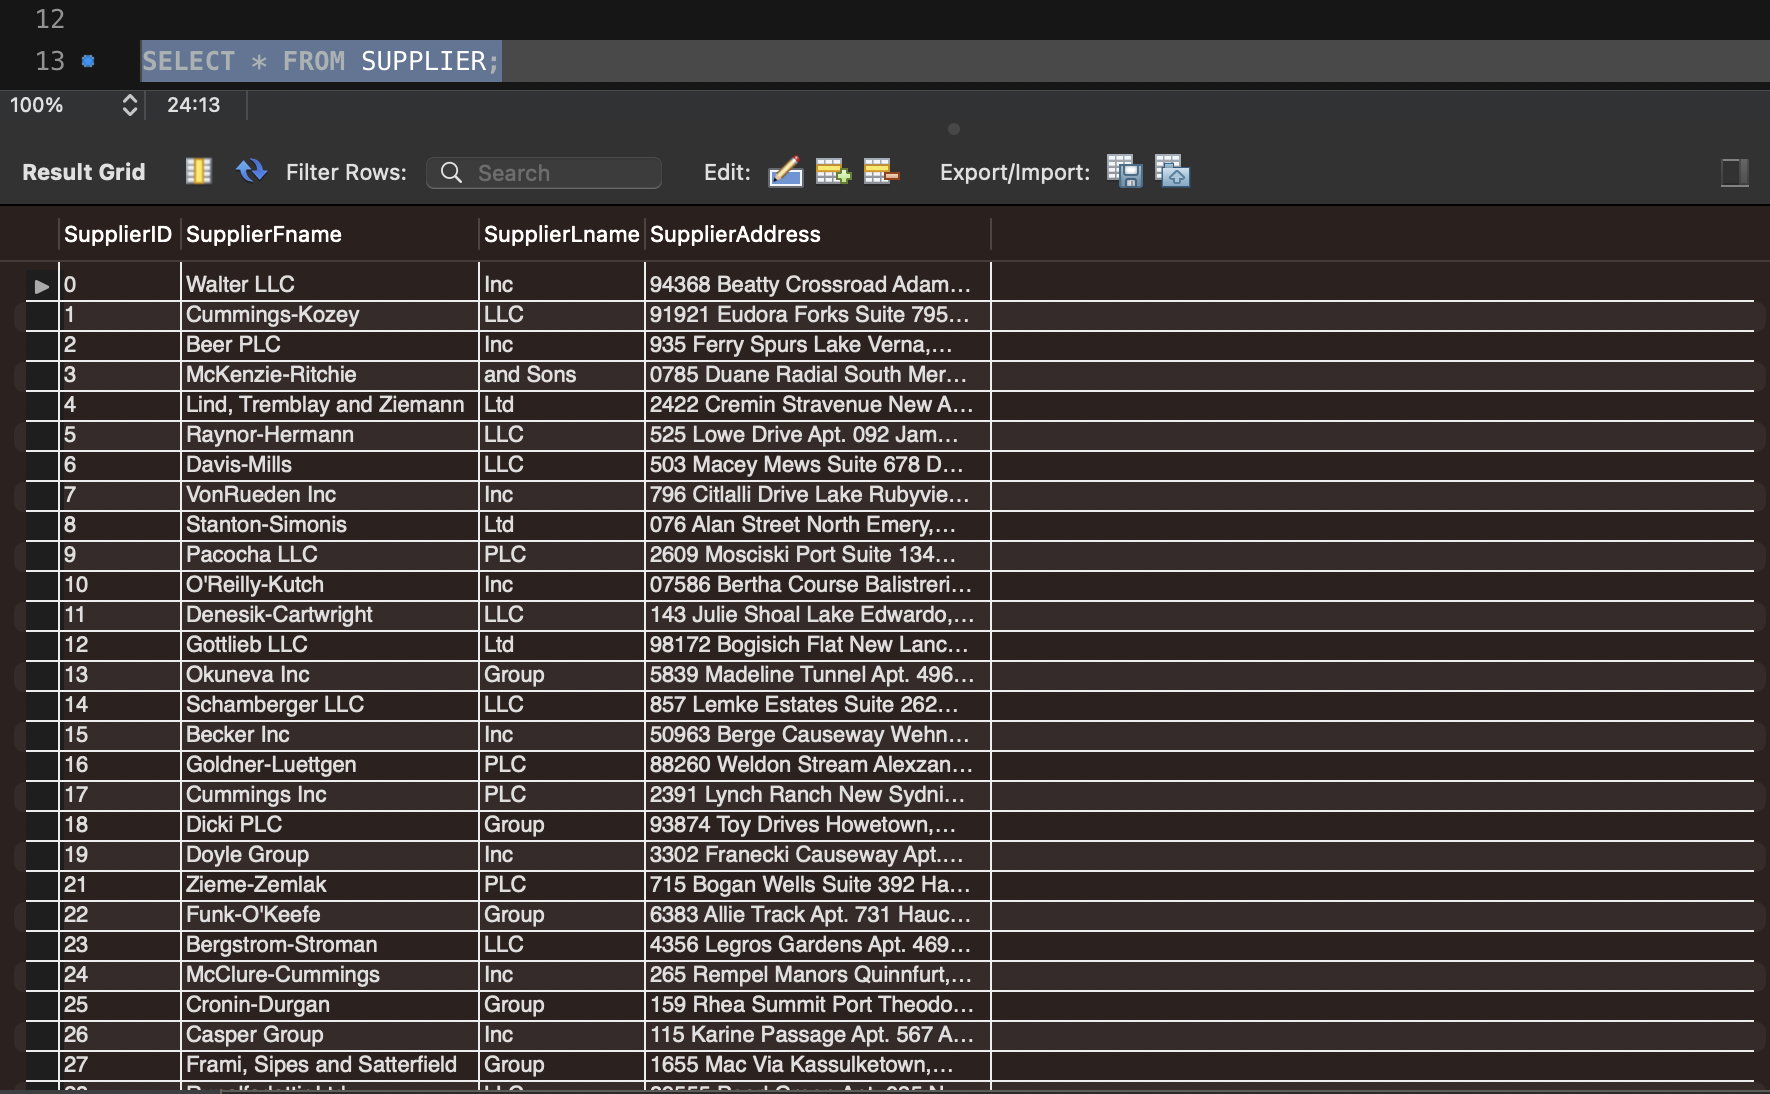 12
13 SELECT * FROM SUPPLIER;
100% 24:13
Result Grid Filter Rows: Search Edit: Export/Import:
SupplierID SupplierFname SupplierLname SupplierAddress
0 Walter LLC Inc 94368 Beatty Crossroad Adam...
1 Cummings-Kozey LLC 91921 Eudora Forks Suite 795...
2 Beer PLC Inc 935 Ferry Spurs Lake Verna,...
3 McKenzie-Ritchie and Sons 0785 Duane Radial South Mer...
4 Lind, Tremblay and Ziemann Ltd 2422 Cremin Stravenue New A...
5 Raynor-Hermann LLC 525 Lowe Drive Apt. 092 Jam...
6 Davis-Mills LLC 503 Macey Mews Suite 678 D...
7 VonRueden Inc Inc 796 Citlalli Drive Lake Rubyvie...
8 Stanton-Simonis Ltd 076 Alan Street North Emery,...
9 Pacocha LLC PLC 2609 Mosciski Port Suite 134...
10 O'Reilly-Kutch Inc 07586 Bertha Course Balistreri...
11 Denesik-Cartwright LLC 143 Julie Shoal Lake Edwardo,...
12 Gottlieb LLC Ltd 98172 Bogisich Flat New Lanc...
13 Okuneva Inc Group 5839 Madeline Tunnel Apt. 496...
14 Schamberger LLC LLC 857 Lemke Estates Suite 262...
15 Becker Inc Inc 50963 Berge Causeway Wehn...
16 Goldner-Luettgen PLC 88260 Weldon Stream Alexzan...
17 Cummings Inc PLC 2391 Lynch Ranch New Sydni...
18 Dicki PLC Group 93874 Toy Drives Howetown,...
19 Doyle Group Inc 3302 Franecki Causeway Apt....
21 Zieme-Zemlak PLC 715 Bogan Wells Suite 392 Ha...
22 Funk-O'Keefe Group 6383 Allie Track Apt. 731 Hauc...
23 Bergstrom-Stroman LLC 4356 Legros Gardens Apt. 469...
24 McClure-Cummings Inc 265 Rempel Manors Quinnfurt,...
25 Cronin-Durgan Group 159 Rhea Summit Port Theodo...
26 Casper Group Inc 115 Karine Passage Apt. 567 A...
27 Frami, Sipes and Satterfield Group 1655 Mac Via Kassulketown,...